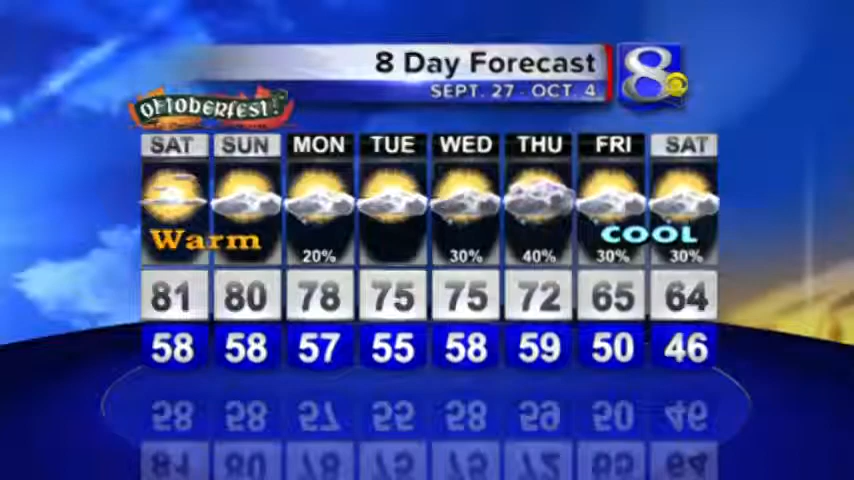 8 Day Forecast
SEPT. 27 - OCT. 4
8
OKTOBERFEST!
SAT SUN MON TUE WED THU FRI SAT
Warm COOL
20% 30% 40% 30% 30%
81 80 78 75 75 72 65 64
58 58 57 55 58 59 50 46